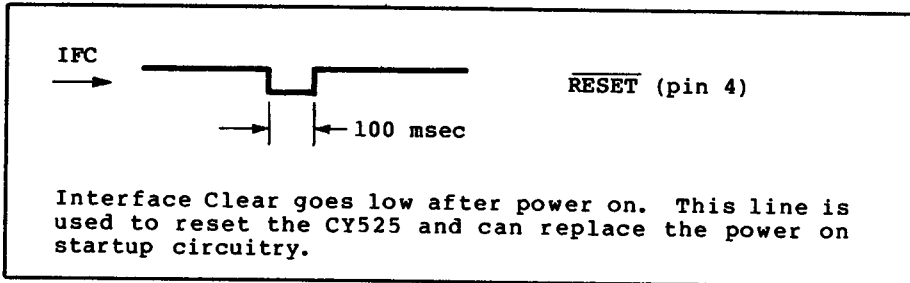 IFC
RESET (pin 4)
100 msec
Interface Clear goes low after power on. This line is
used to reset the CY525 and can replace the power on
startup circuitry.